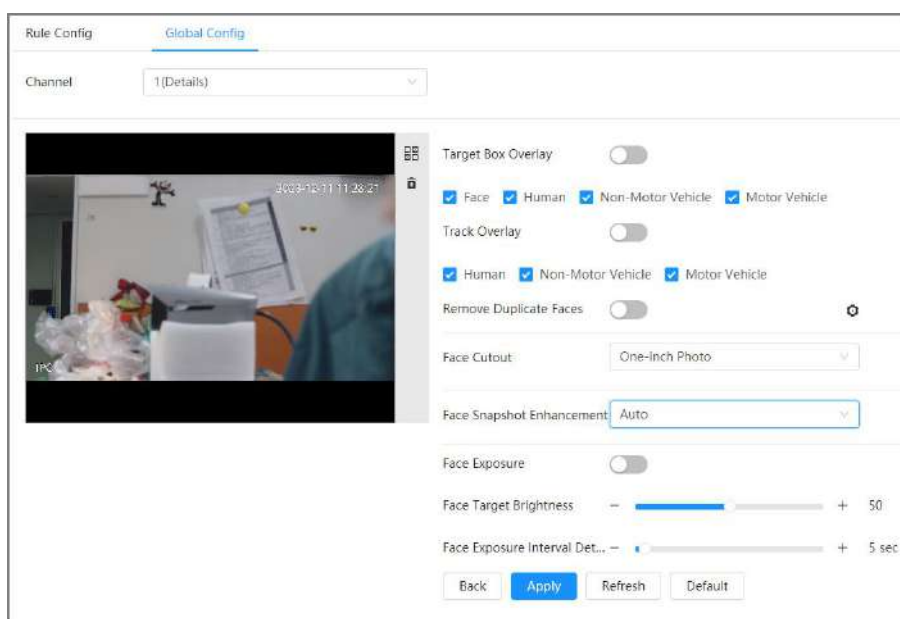 Rule Config Global Config
Channel 1(Details)
2023-12-11 11:28:21
Target Box Overlay
Face Human Non-Motor Vehicle Motor Vehicle
Track Overlay
Human Non-Motor Vehicle Motor Vehicle
Remove Duplicate Faces
Face Cutout One-Inch Photo
IPC
Face Snapshot Enhancement Auto
Face Exposure
Face Target Brightness − + 50
Face Exposure Interval Det... − + 5 sec
Back Apply Refresh Default